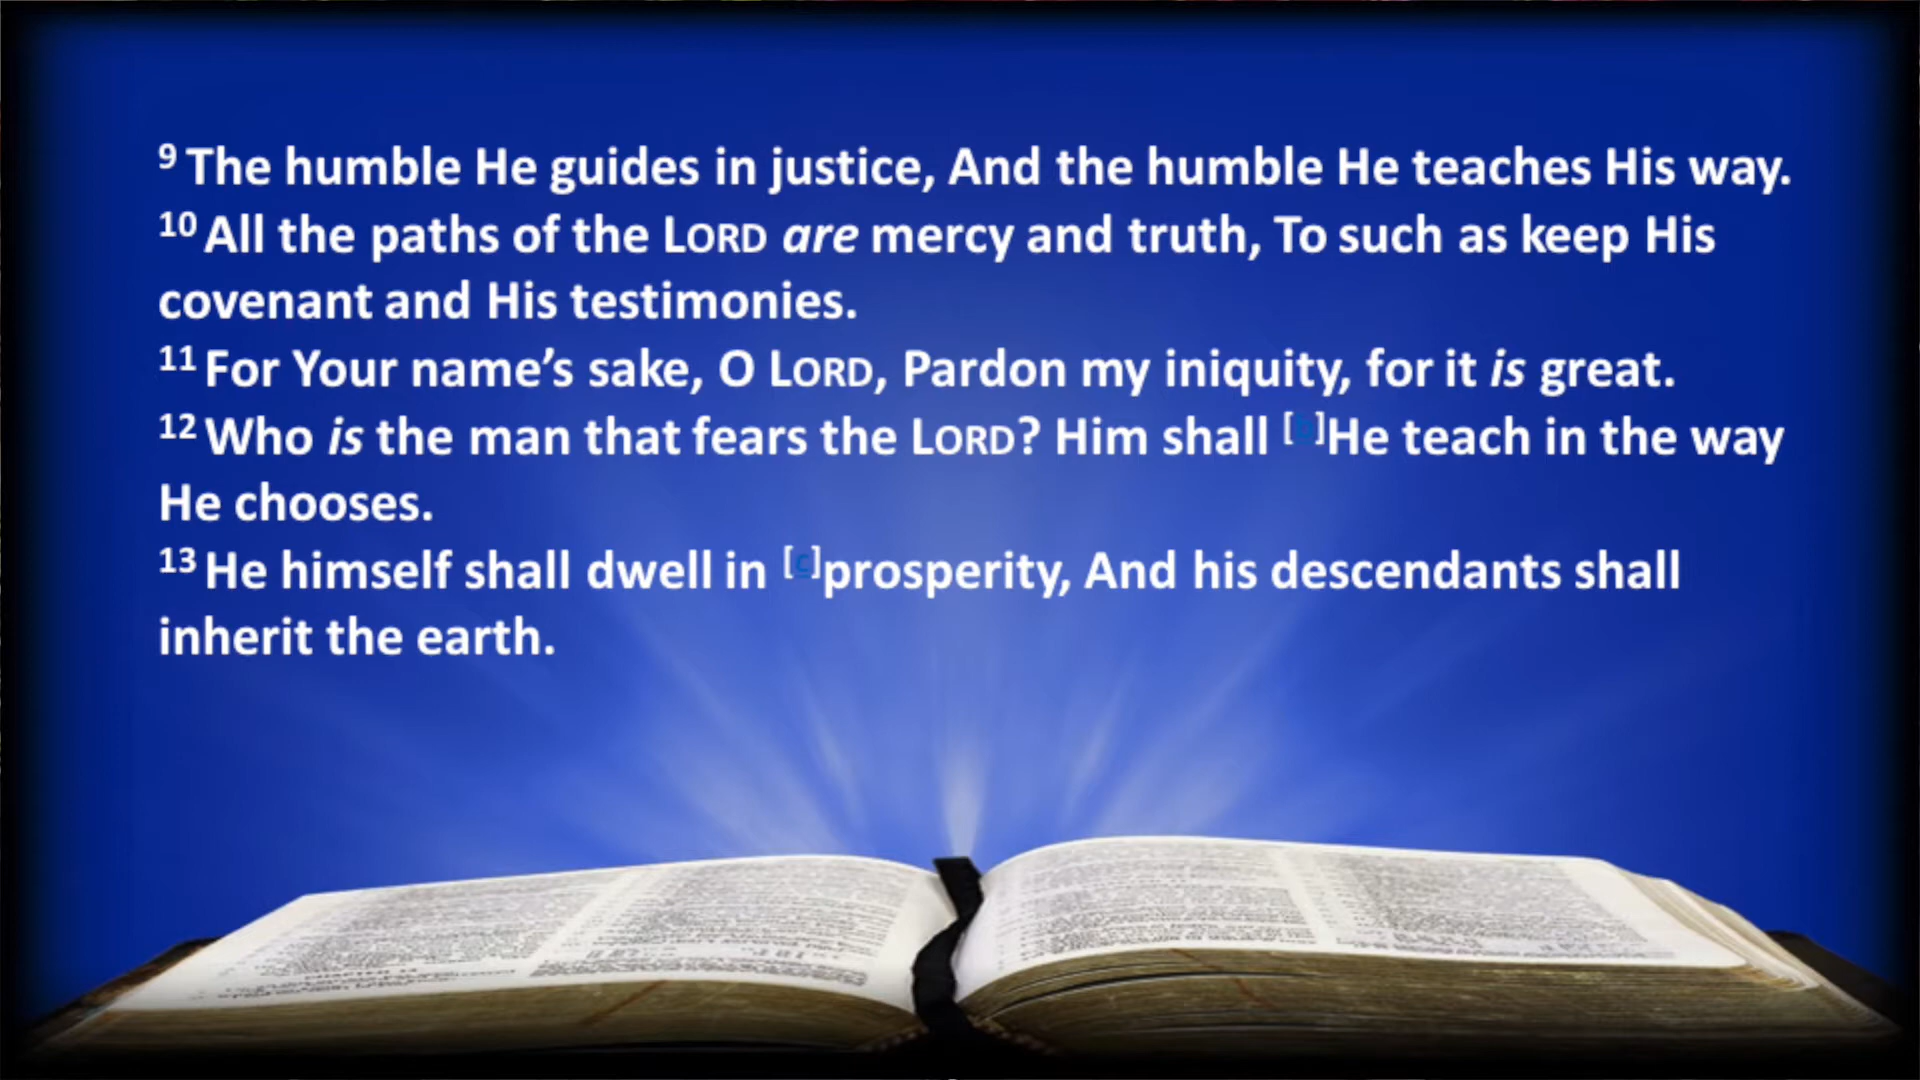 9 The humble He guides in justice, And the humble He teaches His way.
10 All the paths of the LORD are mercy and truth, To such as keep His
covenant and His testimonies.
11 For Your name’s sake, O LORD, Pardon my iniquity, for it is great.
12 Who is the man that fears the LORD? Him shall [b]He teach in the way
He chooses.
13 He himself shall dwell in [c]prosperity, And his descendants shall
inherit the earth.